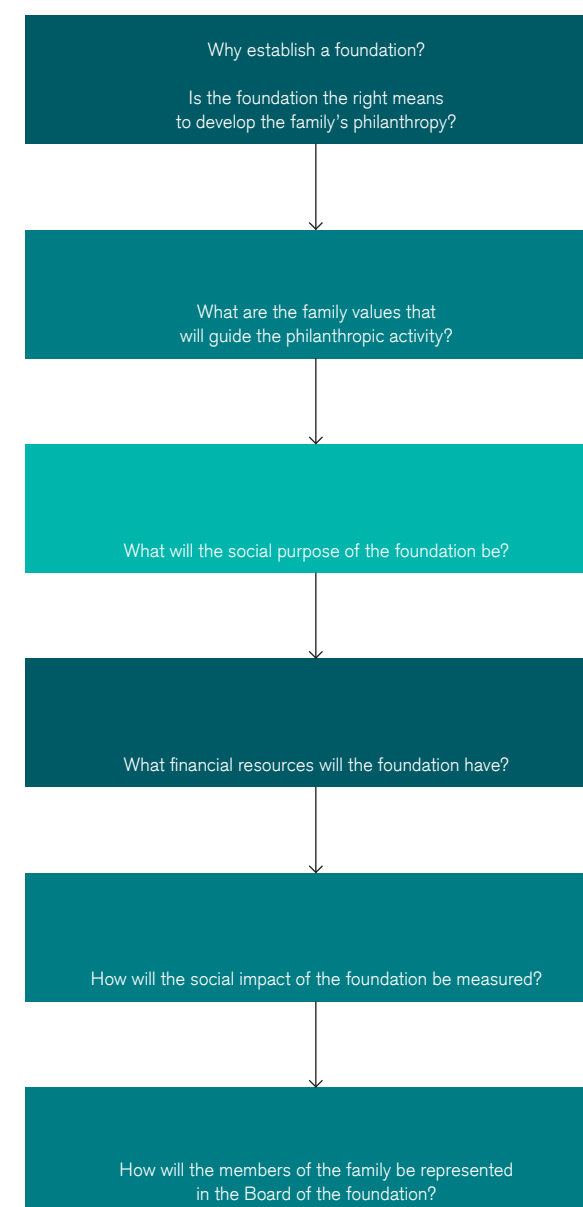 Why establish a foundation?
Is the foundation the right means
to develop the family's philanthropy?
What are the family values that
will guide the philanthropic activity?
What will the social purpose of the foundation be?
What financial resources will the foundation have?
How will the social impact of the foundation be measured?
How will the members of the family be represented
in the Board of the foundation?